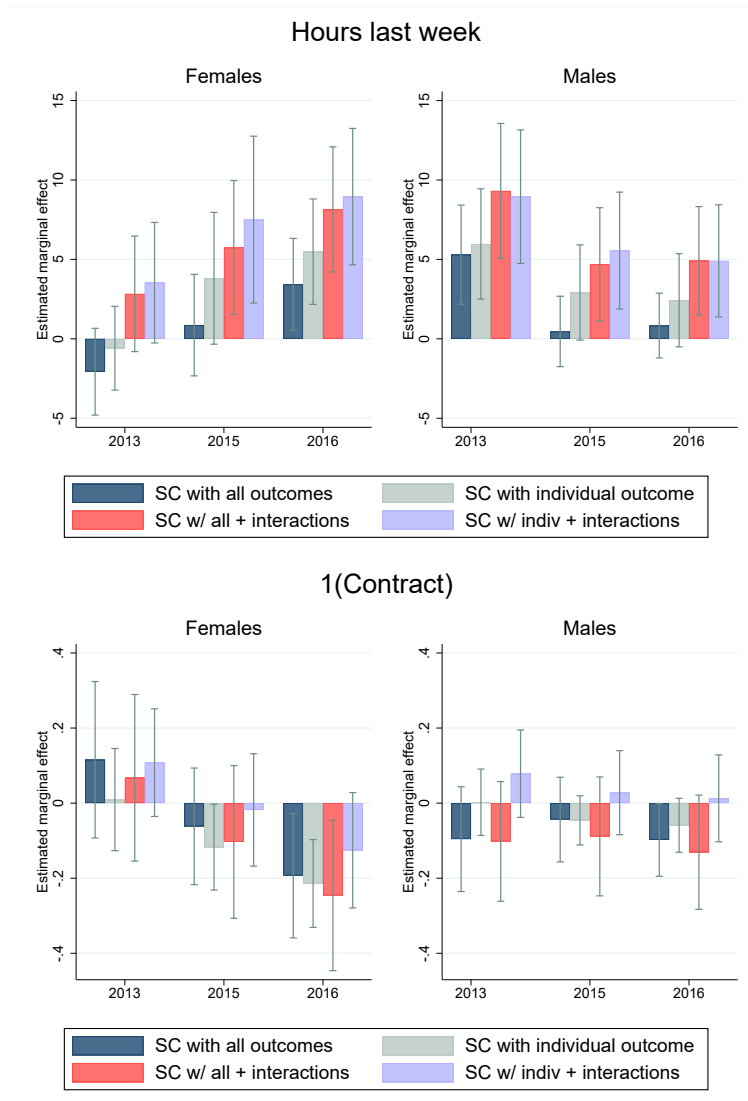 Hours last week
Females
Males
Estimated marginal effect
15
10
5
0
-5
2013
2015
2016
Estimated marginal effect
15
10
5
0
-5
2013
2015
2016
SC with all outcomes
SC with individual outcome
SC w/ all + interactions
SC w/ indiv + interactions
1(Contract)
Females
Males
Estimated marginal effect
.4
.2
0
-.2
-.4
2013
2015
2016
Estimated marginal effect
.4
.2
0
-.2
-.4
2013
2015
2016
SC with all outcomes
SC with individual outcome
SC w/ all + interactions
SC w/ indiv + interactions